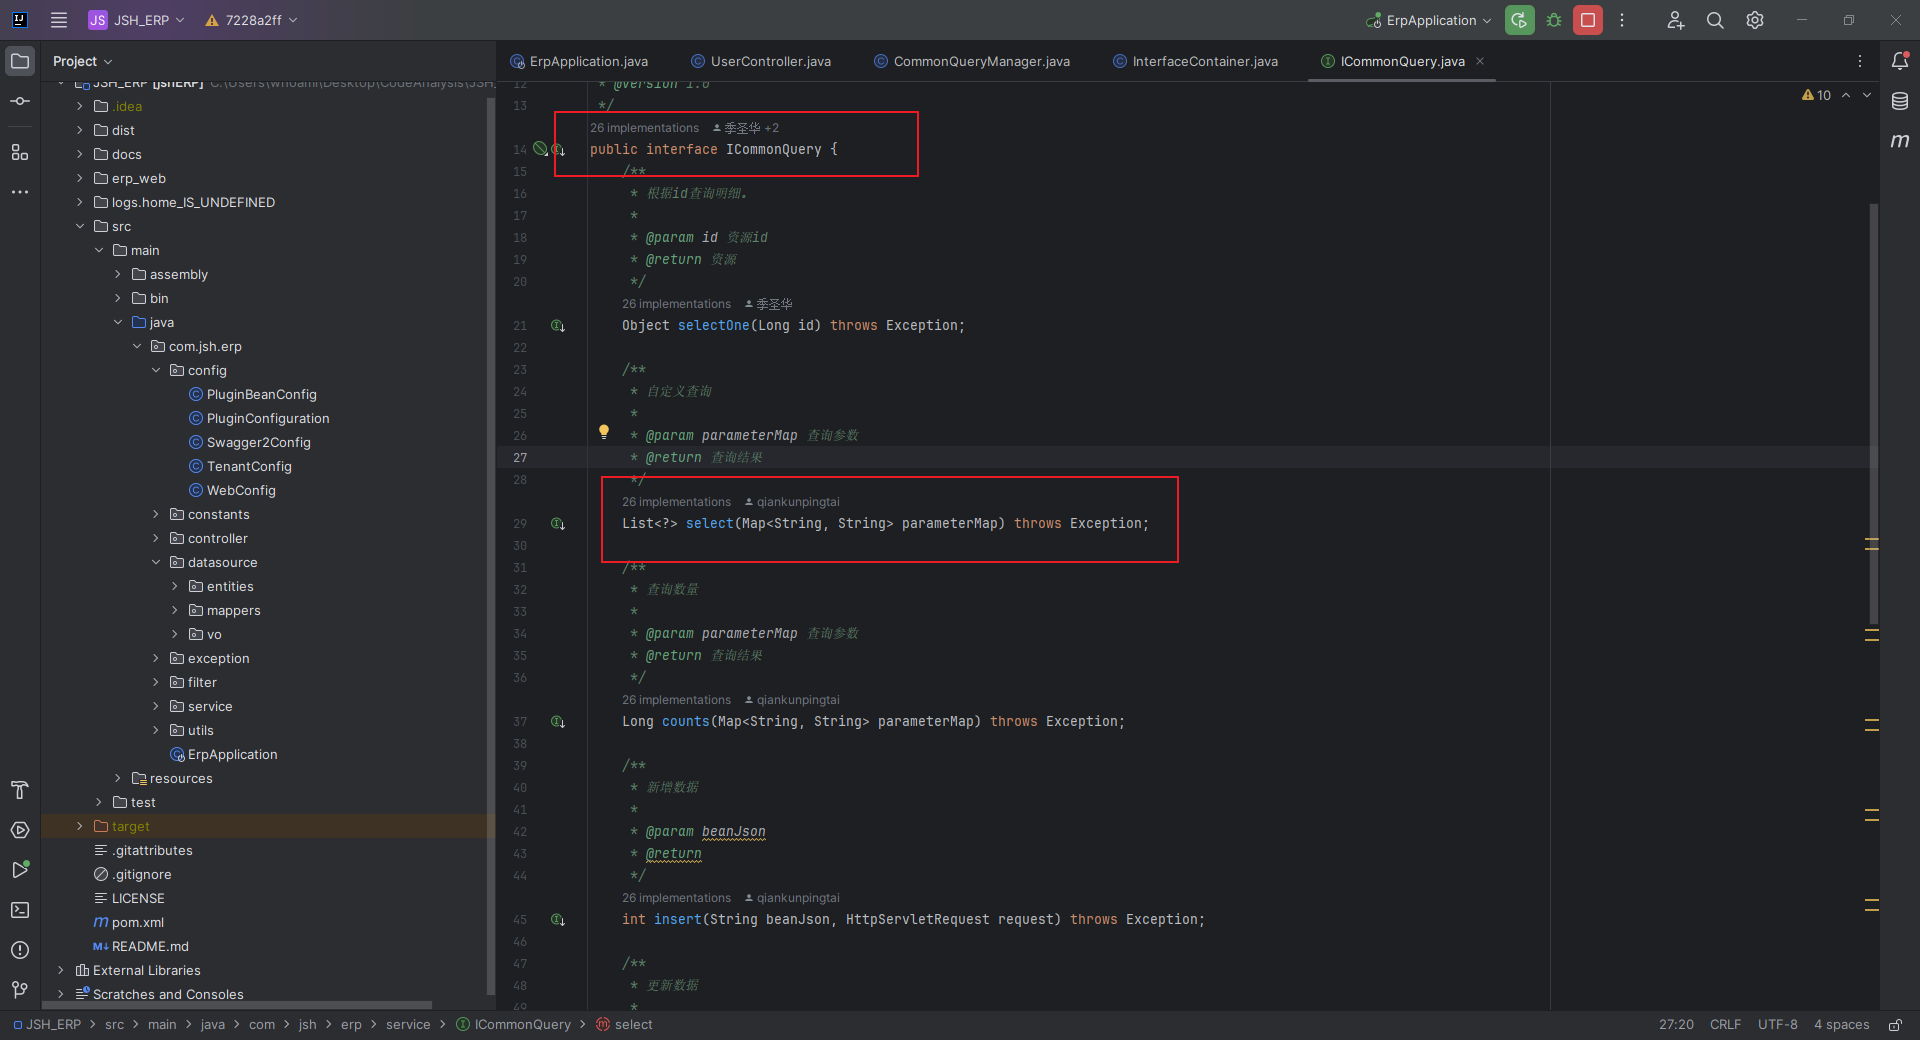 JS JSH_ERP 7228a2ff ErpApplication
Project
ErpApplication.java UserController.java CommonQueryManager.java InterfaceContainer.java ICommonQuery.java
JSH_ERP [jshERP] C:\Users\whoami\Desktop\CodeAnalysis\JSH_
.idea
dist
docs
erp_web
logs.home_IS_UNDEFINED
src
main
assembly
bin
java
com.jsh.erp
config
PluginBeanConfig
PluginConfiguration
Swagger2Config
TenantConfig
WebConfig
constants
controller
datasource
entities
mappers
vo
exception
filter
service
utils
ErpApplication
resources
test
target
.gitattributes
.gitignore
LICENSE
pom.xml
README.md
External Libraries
Scratches and Consoles
10
12 * @version 1.0
13 */
26 implementations 季圣华 +2
14 public interface ICommonQuery {
15 /**
16 * 根据id查询明细.
17 *
18 * @param id 资源id
19 * @return 资源
20 */
26 implementations 季圣华
21 Object selectOne(Long id) throws Exception;
22
23 /**
24 * 自定义查询
25 *
26 * @param parameterMap 查询参数
27 * @return 查询结果
28 */
26 implementations qiankunpingtai
29 List<?> select(Map<String, String> parameterMap) throws Exception;
30
31 /**
32 * 查询数量
33 *
34 * @param parameterMap 查询参数
35 * @return 查询结果
36 */
26 implementations qiankunpingtai
37 Long counts(Map<String, String> parameterMap) throws Exception;
38
39 /**
40 * 新增数据
41 *
42 * @param beanJson
43 * @return
44 */
26 implementations qiankunpingtai
45 int insert(String beanJson, HttpServletRequest request) throws Exception;
46
47 /**
48 * 更新数据
49 *
JSH_ERP > src > main > java > com > jsh > erp > service > ICommonQuery > select 27:20 CRLF UTF-8 4 spaces